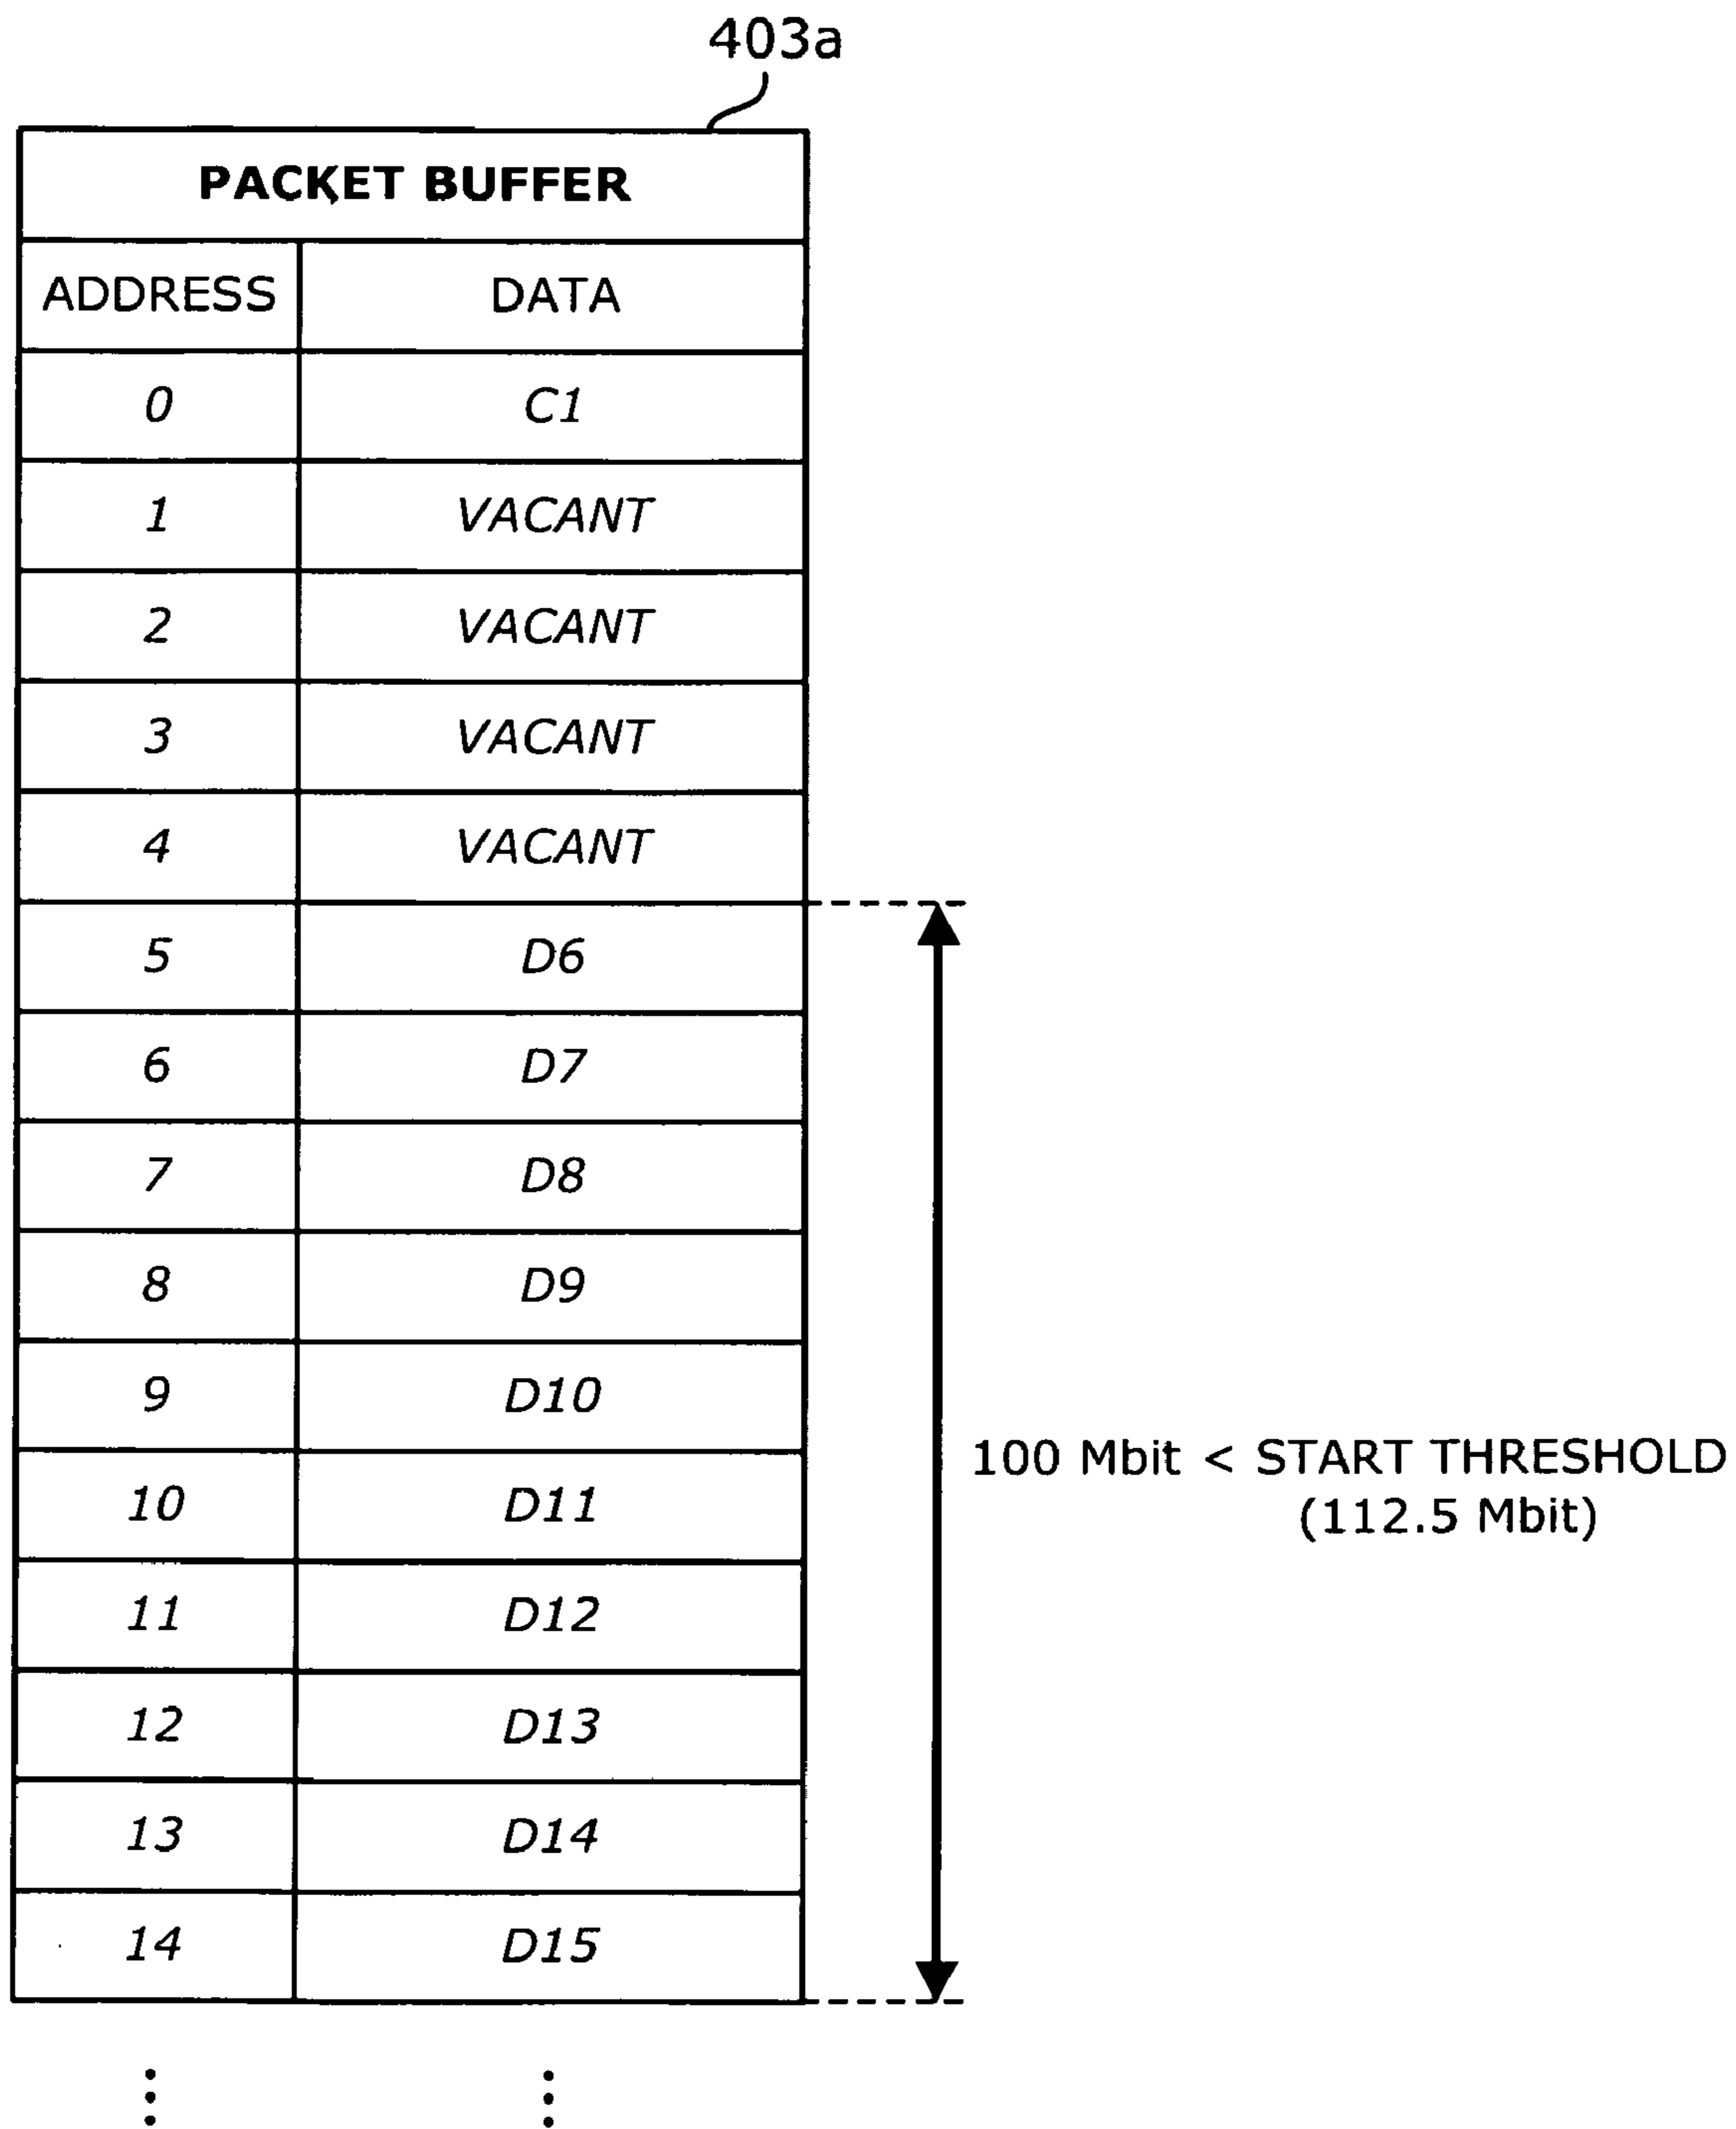 403a
PACKET BUFFER
ADDRESS DATA
0 C1
1 VACANT
2 VACANT
3 VACANT
4 VACANT
5 D6
6 D7
7 D8
8 D9
9 D10
10 D11
11 D12
12 D13
13 D14
14 D15
100 Mbit < START THRESHOLD
(112.5 Mbit)